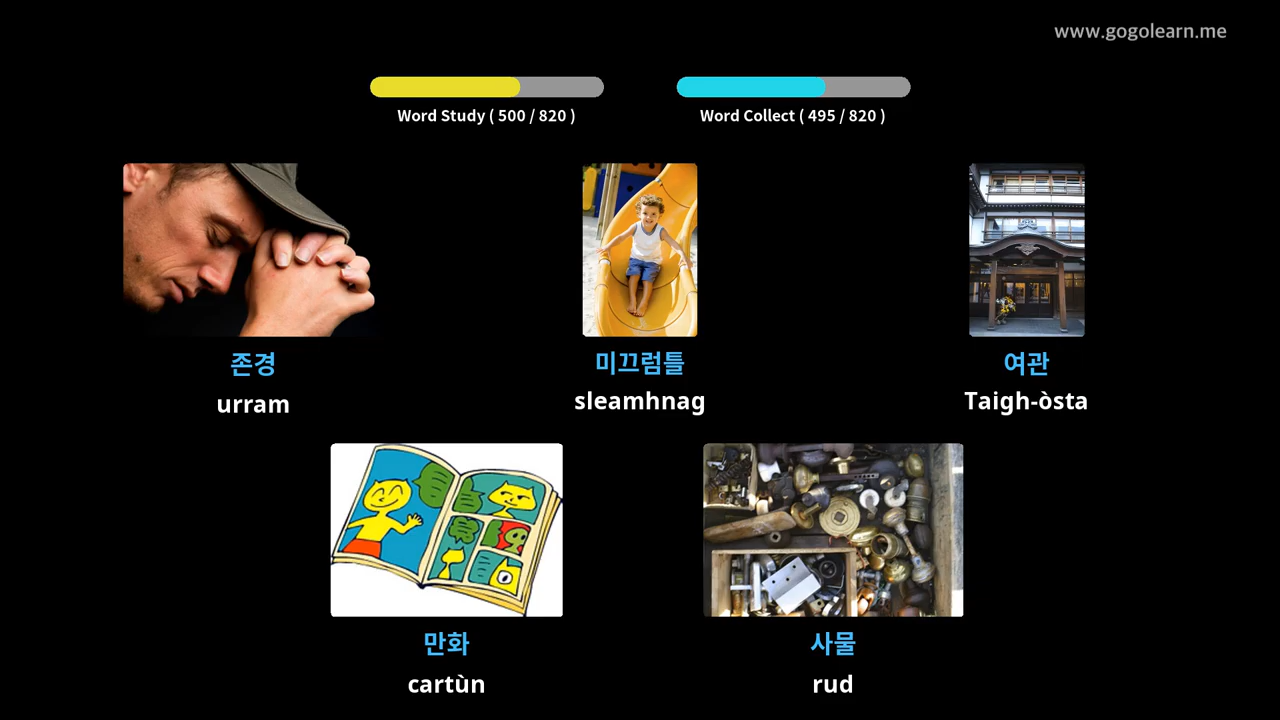 www.gogolearn.me
Word Study ( 500 / 820 )
Word Collect ( 495 / 820 )
존경
urram
미끄럼틀
sleamhnag
여관
Taigh-òsta
만화
cartùn
사물
rud